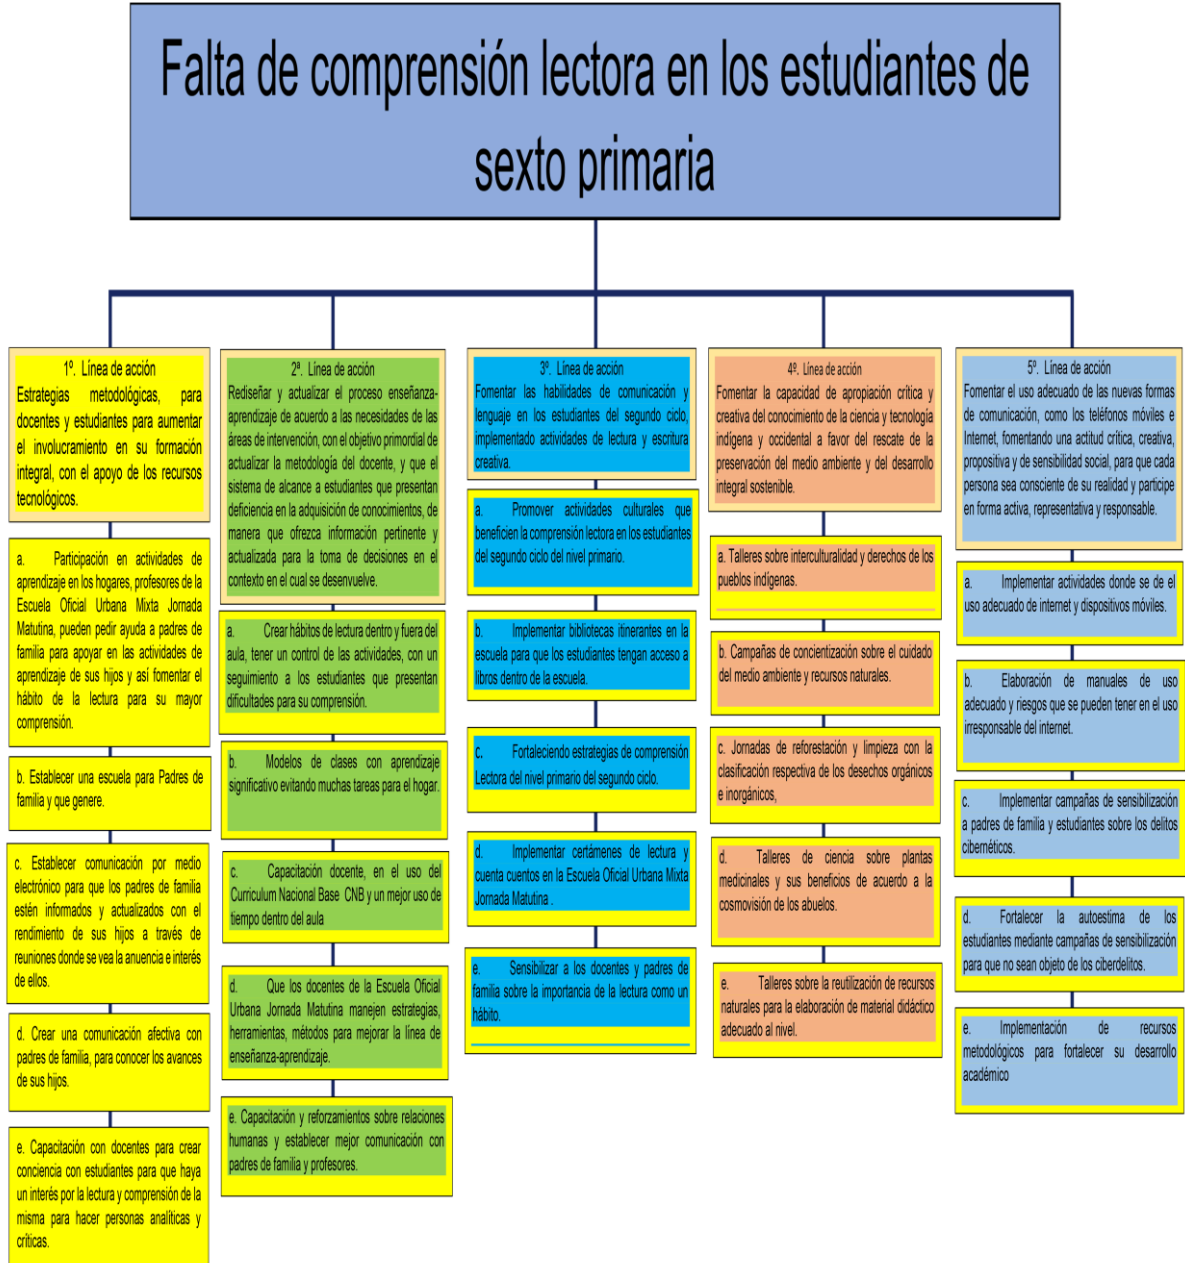 Falta de comprensión lectora en los estudiantes de
sexto primaria
1º. Línea de acción
Estrategias metodológicas, para
docentes y estudiantes para aumentar
el involucramiento en su formación
integral, con el apoyo de los recursos
tecnológicos.
a. Participación en actividades de
aprendizaje en los hogares, profesores de la
Escuela Oficial Urbana Mixta Jornada
Matutina, pueden pedir ayuda a padres de
familia para apoyar en las actividades de
aprendizaje de sus hijos y así fomentar el
hábito de la lectura para su mayor
comprensión.
b. Establecer una escuela para Padres de
familia y que genere.
c. Establecer comunicación por medio
electrónico para que los padres de familia
estén informados y actualizados con el
rendimiento de sus hijos a través de
reuniones donde se vea la anuencia e interés
de ellos.
d. Crear una comunicación afectiva con
padres de familia, para conocer los avances
de sus hijos.
e. Capacitación con docentes para crear
conciencia con estudiantes para que haya
un interés por la lectura y comprensión de la
misma para hacer personas analíticas y
críticas.
2ª. Línea de acción
Rediseñar y actualizar el proceso enseñanza-
aprendizaje de acuerdo a las necesidades de las
áreas de intervención, con el objetivo primordial de
actualizar la metodología del docente, y que el
sistema de alcance a estudiantes que presentan
deficiencia en la adquisición de conocimientos, de
manera que ofrezca información pertinente y
actualizada para la toma de decisiones en el
contexto en el cual se desenvuelve.
a. Crear hábitos de lectura dentro y fuera del
aula, tener un control de las actividades, con un
seguimiento a los estudiantes que presentan
dificultades para su comprensión.
b. Modelos de clases con aprendizaje
significativo evitando muchas tareas para el hogar.
c. Capacitación docente, en el uso del
Curriculum Nacional Base CNB y un mejor uso de
tiempo dentro del aula
d. Que los docentes de la Escuela Oficial
Urbana Jornada Matutina manejen estrategias,
herramientas, métodos para mejorar la línea de
enseñanza-aprendizaje.
e. Capacitación y reforzamientos sobre relaciones
humanas y establecer mejor comunicación con
padres de familia y profesores.
3º. Línea de acción
Fomentar las habilidades de comunicación y
lenguaje en los estudiantes del segundo ciclo,
implementado actividades de lectura y escritura
creativa.
a. Promover actividades culturales que
beneficien la comprensión lectora en los estudiantes
del segundo ciclo del nivel primario.
b. Implementar bibliotecas itinerantes en la
escuela para que los estudiantes tengan acceso a
libros dentro de la escuela.
c. Fortaleciendo estrategias de comprensión
Lectora del nivel primario del segundo ciclo.
d. Implementar certámenes de lectura y
cuenta cuentos en la Escuela Oficial Urbana Mixta
Jornada Matutina .
e. Sensibilizar a los docentes y padres de
familia sobre la importancia de la lectura como un
hábito.
4º. Línea de acción
Fomentar la capacidad de apropiación crítica y
creativa del conocimiento de la ciencia y tecnología
indígena y occidental a favor del rescate de la
preservación del medio ambiente y del desarrollo
integral sostenible.
a. Talleres sobre interculturalidad y derechos de los
pueblos indígenas.
b. Campañas de concientización sobre el cuidado
del medio ambiente y recursos naturales.
c. Jornadas de reforestación y limpieza con la
clasificación respectiva de los desechos orgánicos
e inorgánicos,
d. Talleres de ciencia sobre plantas
medicinales y sus beneficios de acuerdo a la
cosmovisión de los abuelos.
e. Talleres sobre la reutilización de recursos
naturales para la elaboración de material didáctico
adecuado al nivel.
5º. Línea de acción
Fomentar el uso adecuado de las nuevas formas
de comunicación, como los teléfonos móviles e
Internet, fomentando una actitud crítica, creativa,
propositiva y de sensibilidad social, para que cada
persona sea consciente de su realidad y participe
en forma activa, representativa y responsable.
a. Implementar actividades donde se de el
uso adecuado de internet y dispositivos móviles.
b. Elaboración de manuales de uso
adecuado y riesgos que se pueden tener en el uso
irresponsable del internet.
c. Implementar campañas de sensibilización
a padres de familia y estudiantes sobre los delitos
cibernéticos.
d. Fortalecer la autoestima de los
estudiantes mediante campañas de sensibilización
para que no sean objeto de los ciberdelitos.
e. Implementación de recursos
metodológicos para fortalecer su desarrollo
académico